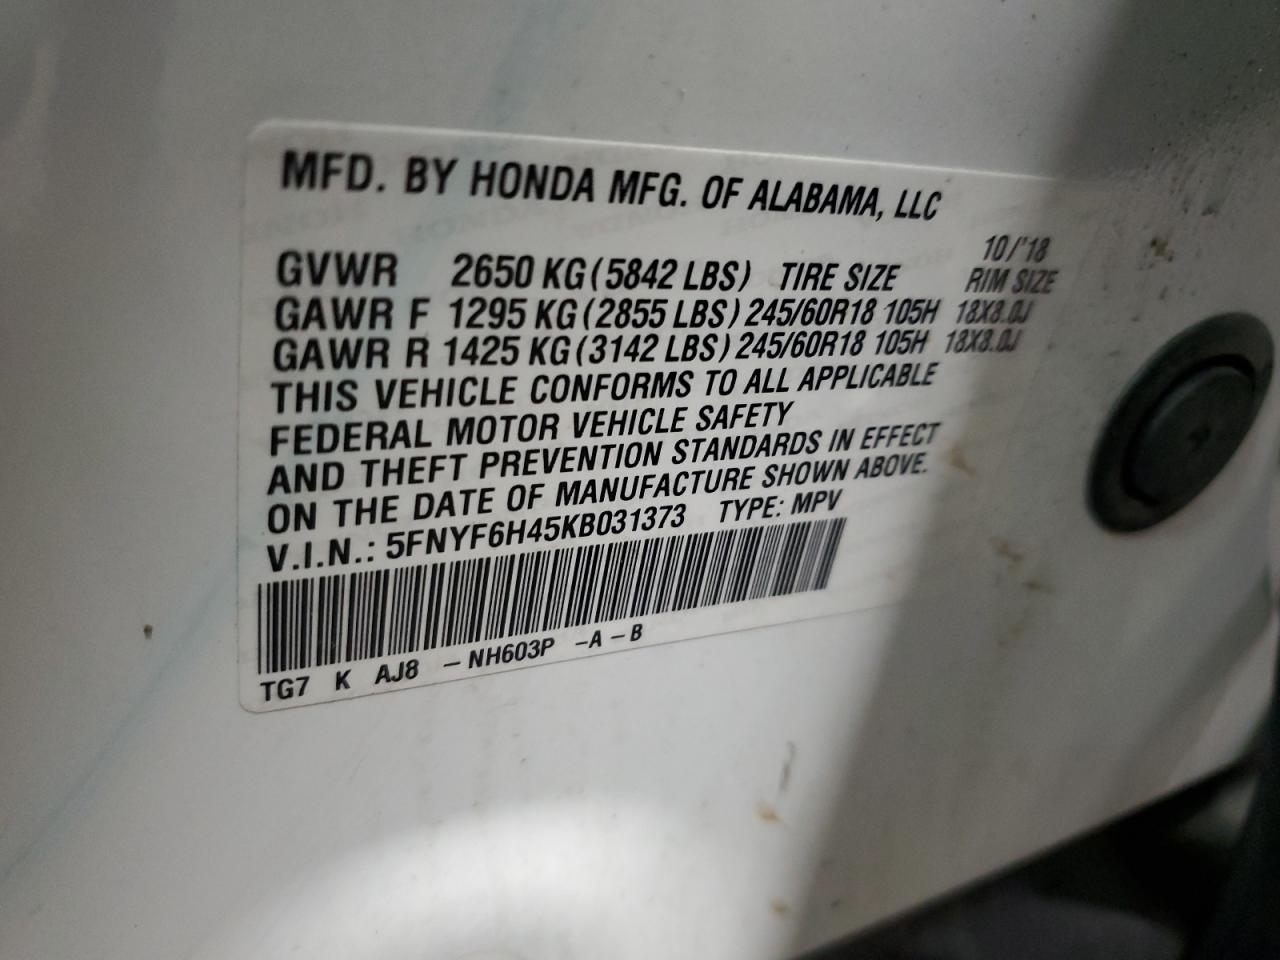 MFD. BY HONDA MFG. OF ALABAMA, LLC
10/'18
GVWR 2650 KG (5842 LBS) TIRE SIZE RIM SIZE
GAWR F 1295 KG (2855 LBS) 245/60R18 105H 18X8.0J
GAWR R 1425 KG (3142 LBS) 245/60R18 105H 18X8.0J
THIS VEHICLE CONFORMS TO ALL APPLICABLE
FEDERAL MOTOR VEHICLE SAFETY
AND THEFT PREVENTION STANDARDS IN EFFECT
ON THE DATE OF MANUFACTURE SHOWN ABOVE.
V.I.N.: 5FNYF6H45KB031373 TYPE: MPV
TG7 K AJ8 – NH603P – A – B